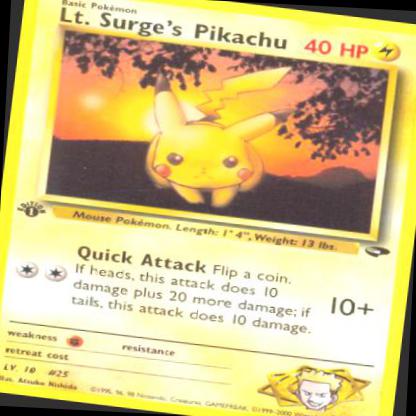 Basic Pokémon
Lt. Surge's Pikachu 40 HP
EDITION
1
Mouse Pokémon. Length: 1' 4", Weight: 13 lbs.
Quick Attack Flip a coin.
If heads, this attack does 10
damage plus 20 more damage; if
tails, this attack does 10 damage.
10+
weakness
resistance
retreat cost
LV. 10 #25
Illus. Atsuko Nishida
©1995, 96, 98 Nintendo, Creatures, GAMEFREAK. ©1999-2000 Wizards